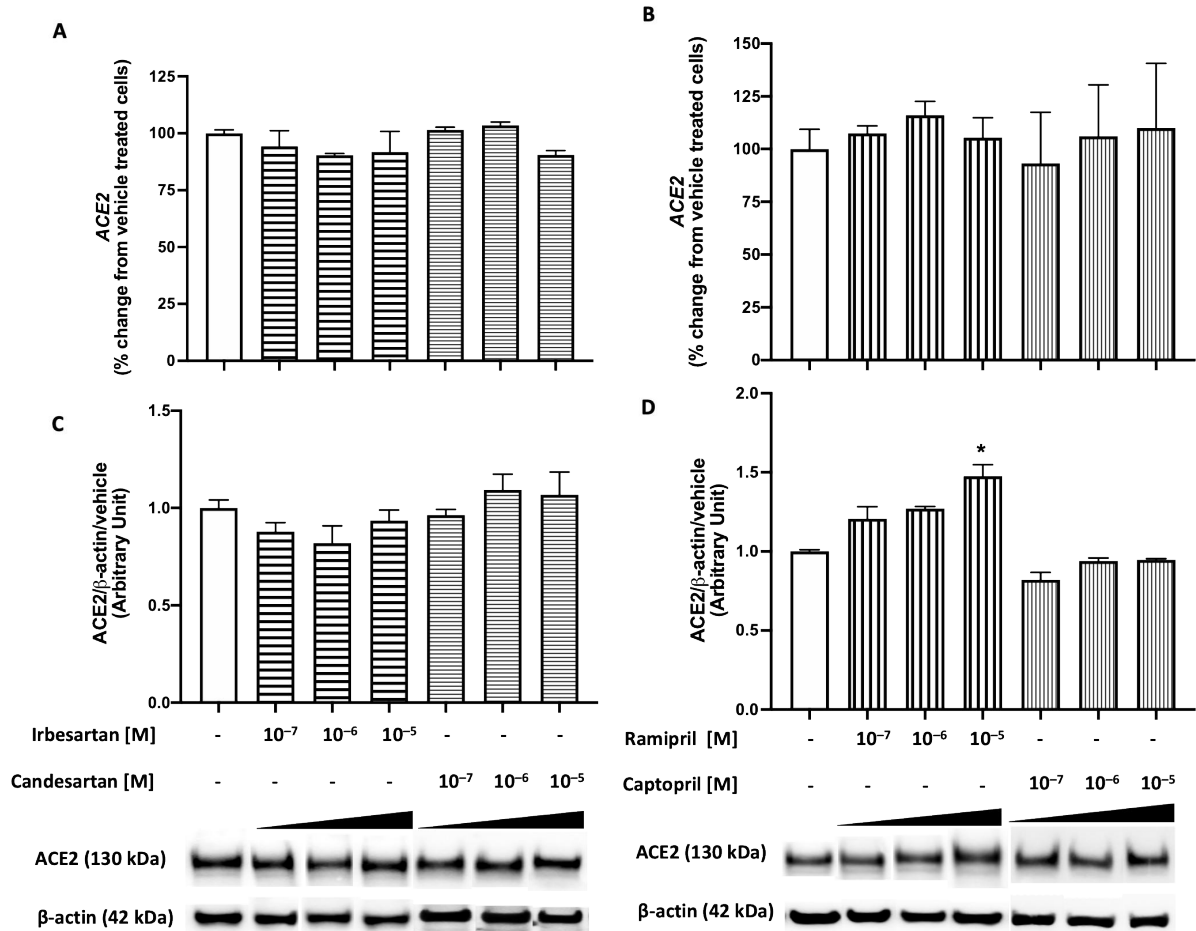 A
125
100
75
50
25
0
ACE2
(% change from vehicle treated cells)
B
150
125
100
75
50
25
0
ACE2
(% change from vehicle treated cells)
C
1.5
1.0
0.5
0.0
ACE2/β-actin/vehicle
(Arbitrary Unit)
D
2.0
1.5
1.0
0.5
0.0
ACE2/β-actin/vehicle
(Arbitrary Unit)
*
Irbesartan [M] - 10⁻⁷ 10⁻⁶ 10⁻⁵ - - -
Candesartan [M] - - - - 10⁻⁷ 10⁻⁶ 10⁻⁵
ACE2 (130 kDa)
β-actin (42 kDa)
Ramipril [M] - 10⁻⁷ 10⁻⁶ 10⁻⁵ - - -
Captopril [M] - - - - 10⁻⁷ 10⁻⁶ 10⁻⁵
ACE2 (130 kDa)
β-actin (42 kDa)